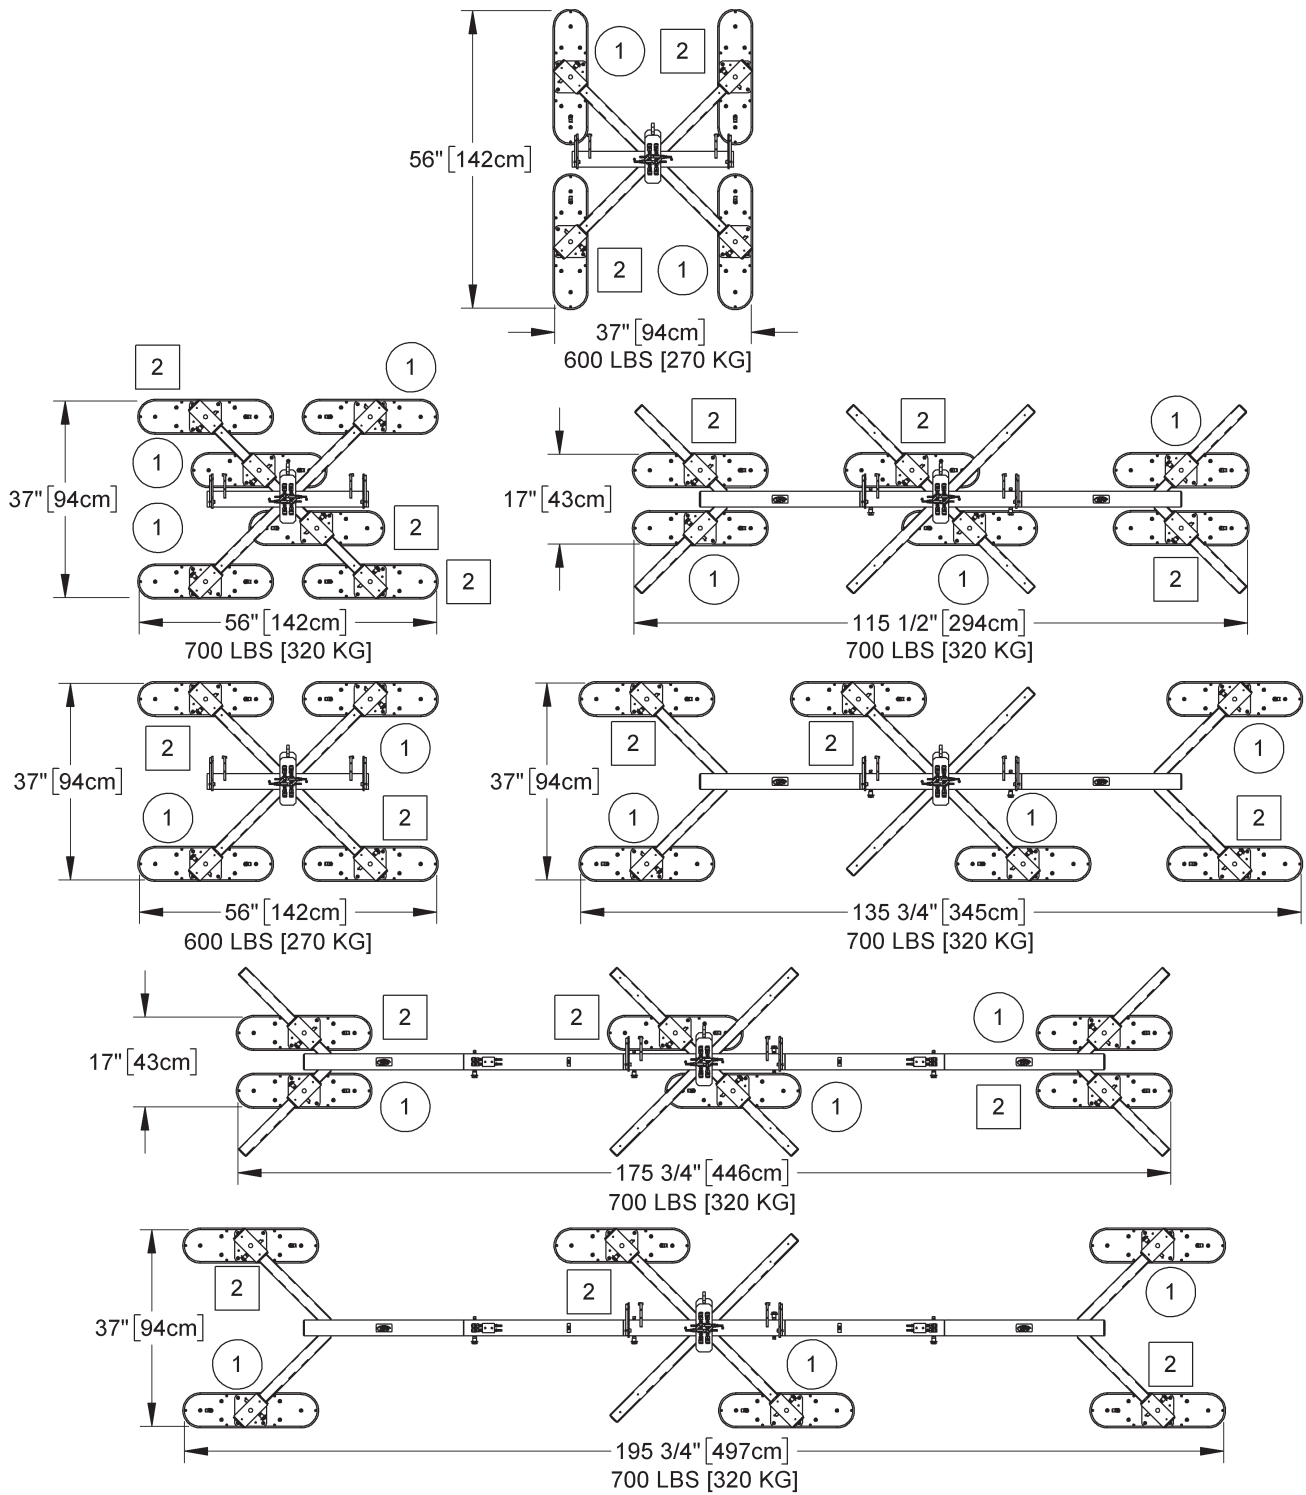 1
2
56" [142cm]
2
1
37" [94cm]
600 LBS [270 KG]
2
1
1
37" [94cm]
1
2
2
56" [142cm]
700 LBS [320 KG]
2
2
1
17" [43cm]
1
1
2
115 1/2" [294cm]
700 LBS [320 KG]
2
1
37" [94cm]
1
2
56" [142cm]
600 LBS [270 KG]
2
2
1
37" [94cm]
1
1
2
135 3/4" [345cm]
700 LBS [320 KG]
2
2
1
17" [43cm]
1
1
2
175 3/4" [446cm]
700 LBS [320 KG]
2
2
1
37" [94cm]
1
1
2
195 3/4" [497cm]
700 LBS [320 KG]